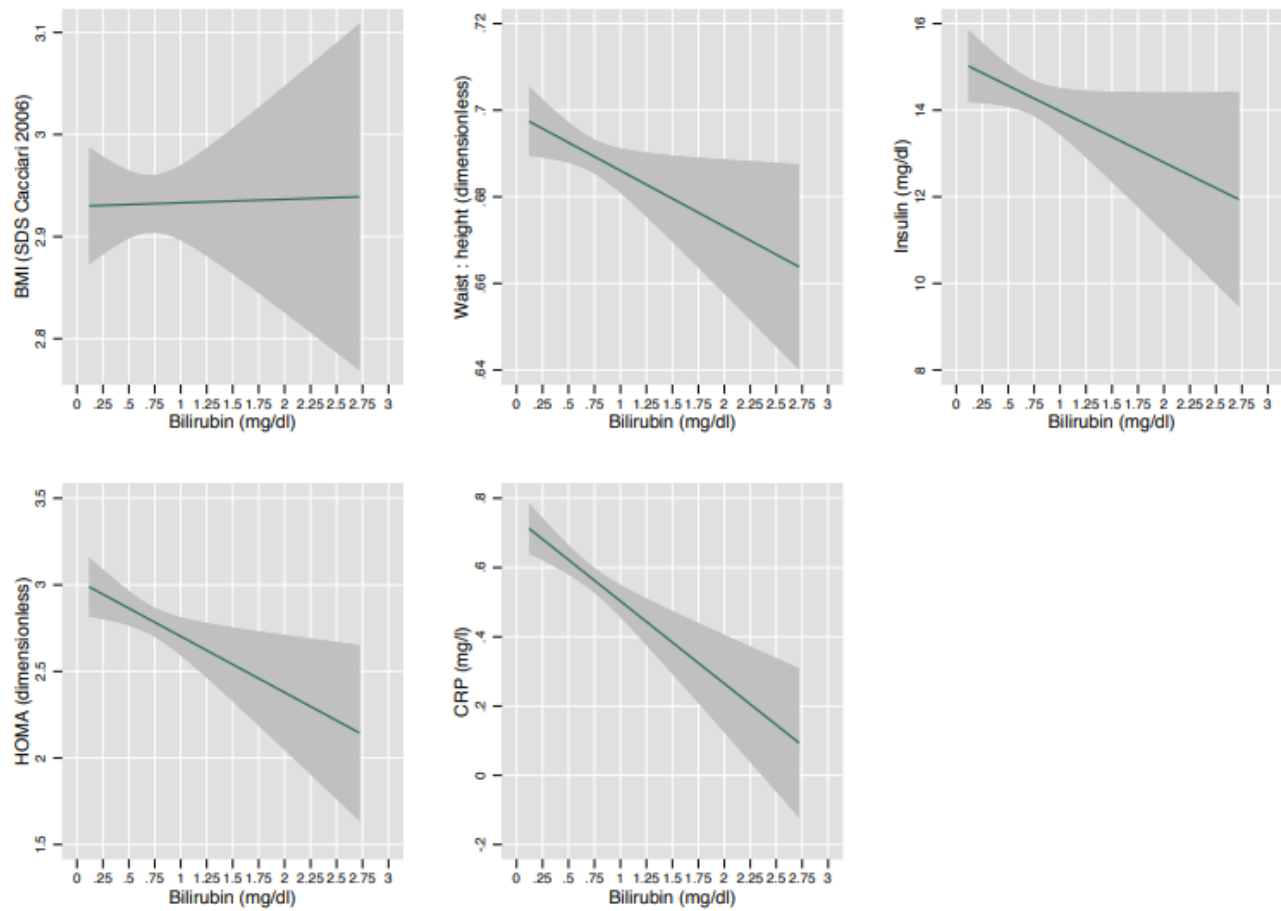 BMI (SDS Cacciari 2006)
3.1
3
2.9
2.8
0 .25 .5 .75 1 1.25 1.5 1.75 2 2.25 2.5 2.75 3
Bilirubin (mg/dl)
Waist : height (dimensionless)
.72
.7
.68
.66
.64
0 .25 .5 .75 1 1.25 1.5 1.75 2 2.25 2.5 2.75 3
Bilirubin (mg/dl)
Insulin (mg/dl)
16
14
12
10
8
0 .25 .5 .75 1 1.25 1.5 1.75 2 2.25 2.5 2.75 3
Bilirubin (mg/dl)
HOMA (dimensionless)
3.5
3
2.5
2
1.5
0 .25 .5 .75 1 1.25 1.5 1.75 2 2.25 2.5 2.75 3
Bilirubin (mg/dl)
CRP (mg/l)
.8
.6
.4
.2
0
-.2
0 .25 .5 .75 1 1.25 1.5 1.75 2 2.25 2.5 2.75 3
Bilirubin (mg/dl)